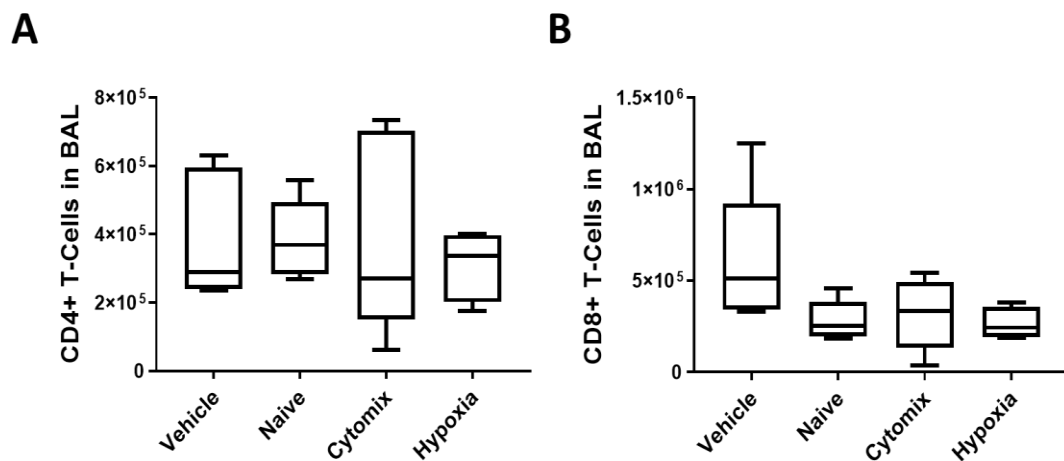 A
CD4+ T-Cells in BAL
8×10⁵
6×10⁵
4×10⁵
2×10⁵
0
Vehicle
Naive
Cytomix
Hypoxia
B
CD8+ T-Cells in BAL
1.5×10⁶
1×10⁶
5×10⁵
0
Vehicle
Naive
Cytomix
Hypoxia